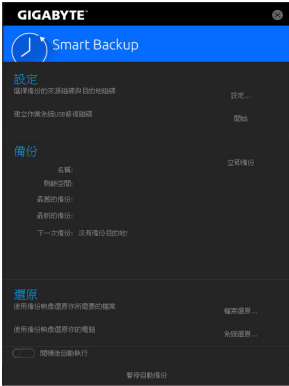 GIGABYTE™
Smart Backup
設定
選擇備份的來源磁碟與目的地磁碟
設定...
建立作業系統USB修復磁碟
開始
備份
立即備份
名稱:
剩餘空間:
最舊的備份:
最新的備份:
下一次備份: 沒有備份目的地!
還原
使用備份映像還原你所需要的檔案
檔案還原...
使用備份映像還原你的電腦
系統還原...
開機後自動執行
暫停自動備份